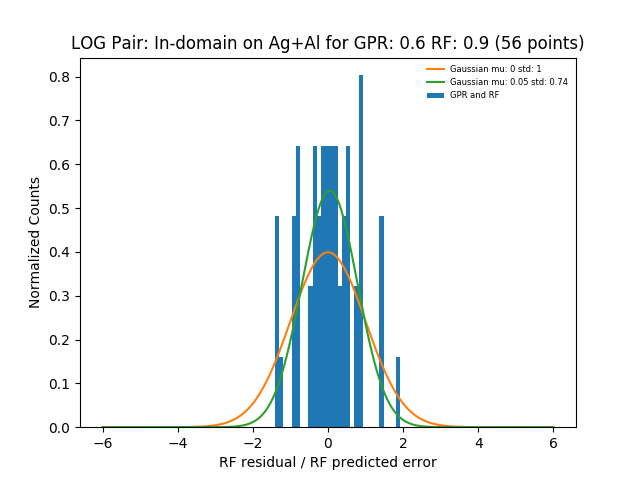 LOG Pair: In-domain on Ag+Al for GPR: 0.6 RF: 0.9 (56 points)
Gaussian mu: 0 std: 1
Gaussian mu: 0.05 std: 0.74
GPR and RF
Normalized Counts
0.8
0.7
0.6
0.5
0.4
0.3
0.2
0.1
0.0
−6 −4 −2 0 2 4 6
RF residual / RF predicted error